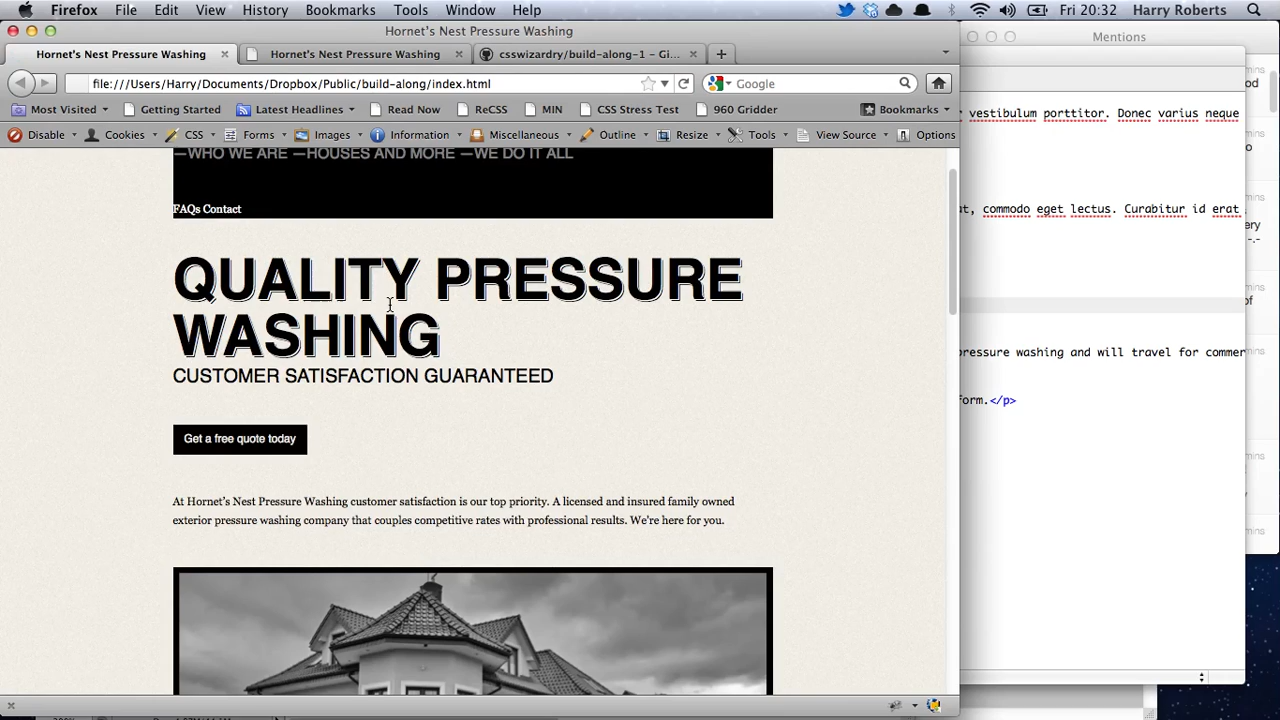 Firefox File Edit View History Bookmarks Tools Window Help Fri 20:32 Harry Roberts
Hornet's Nest Pressure Washing
Mentions
Hornet's Nest Pressure Washing
Hornet's Nest Pressure Washing
csswizardry/build-along-1 - Gi...
file:///Users/Harry/Documents/Dropbox/Public/build-along/index.html
Google
Most Visited Getting Started Latest Headlines Read Now ReCSS MIN CSS Stress Test 960 Gridder Bookmarks
Disable Cookies CSS Forms Images Information Miscellaneous Outline Resize Tools View Source Options
vestibulum porttitor. Donec varius neque
—WHO WE ARE —HOUSES AND MORE —WE DO IT ALL
FAQs Contact
at, commodo eget lectus. Curabitur id erat
QUALITY PRESSURE
WASHING
CUSTOMER SATISFACTION GUARANTEED
pressure washing and will travel for commer
form.</p>
Get a free quote today
At Hornet's Nest Pressure Washing customer satisfaction is our top priority. A licensed and insured family owned
exterior pressure washing company that couples competitive rates with professional results. We're here for you.